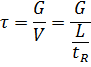 τ = G/V = G/(L/t_R)